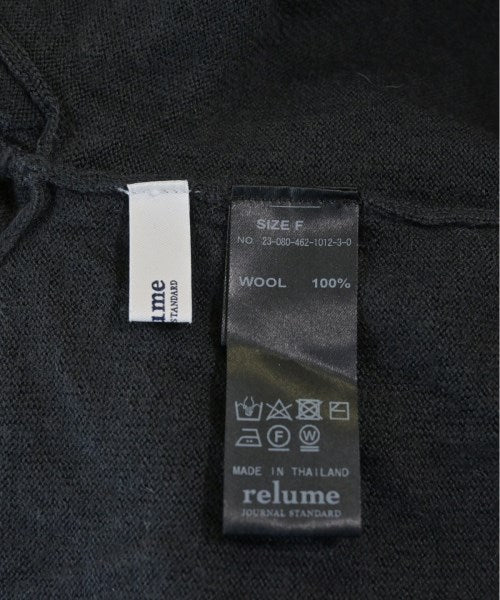 ume
STANDARD
SIZE F
NO. 23-080-462-1012-3-0
WOOL 100%
F W
MADE IN THAILAND
relume
JOURNAL STANDARD